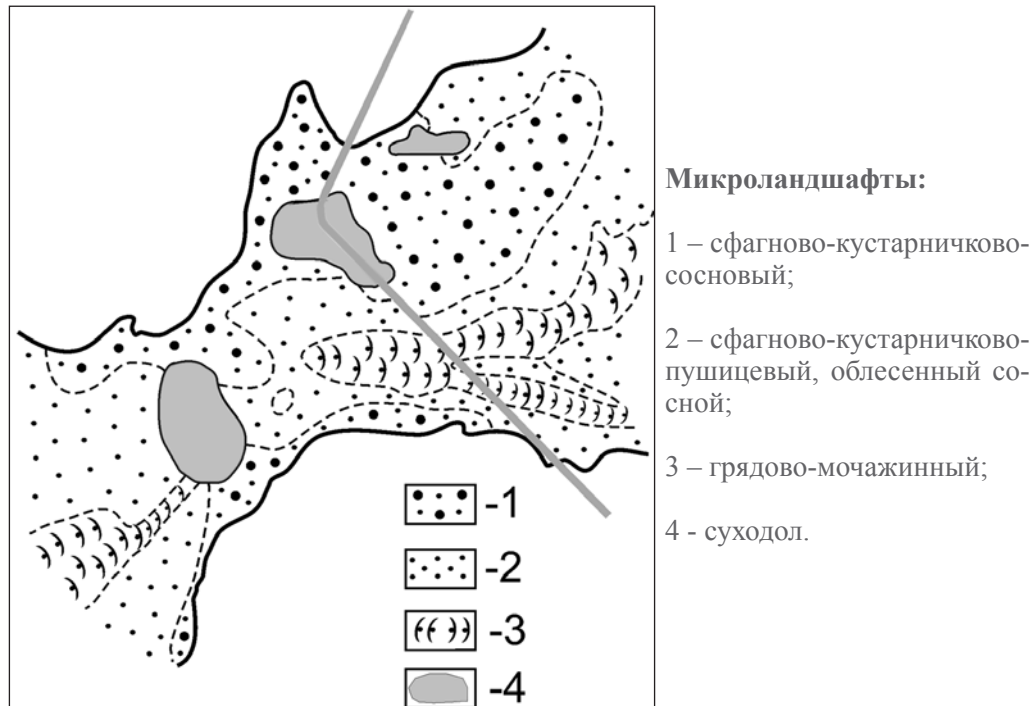 Микроландшафты:
1 – сфагново-кустарничково-
сосновый;
2 – сфагново-кустарничково-
пушицевый, облесенный со-
сной;
3 – грядово-мочажинный;
4 - суходол.
-1
-2
-3
-4